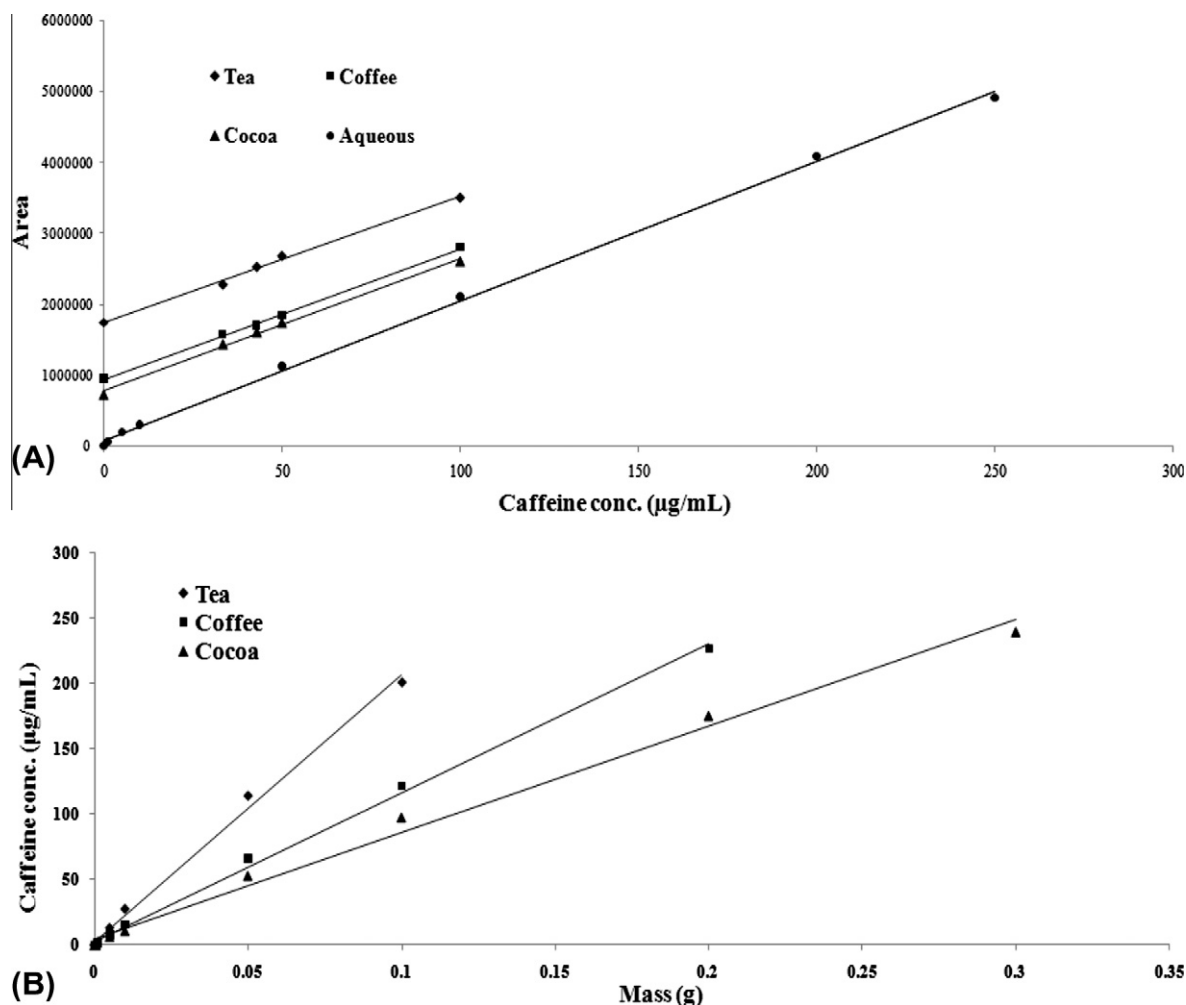 6000000
5000000
4000000
3000000
2000000
1000000
0
Area
Tea
Coffee
Cocoa
Aqueous
0 50 100 150 200 250 300
Caffeine conc. (µg/mL)
(A)
300
250
200
150
100
50
0
Caffeine conc. (µg/mL)
Tea
Coffee
Cocoa
0 0.05 0.1 0.15 0.2 0.25 0.3 0.35
Mass (g)
(B)